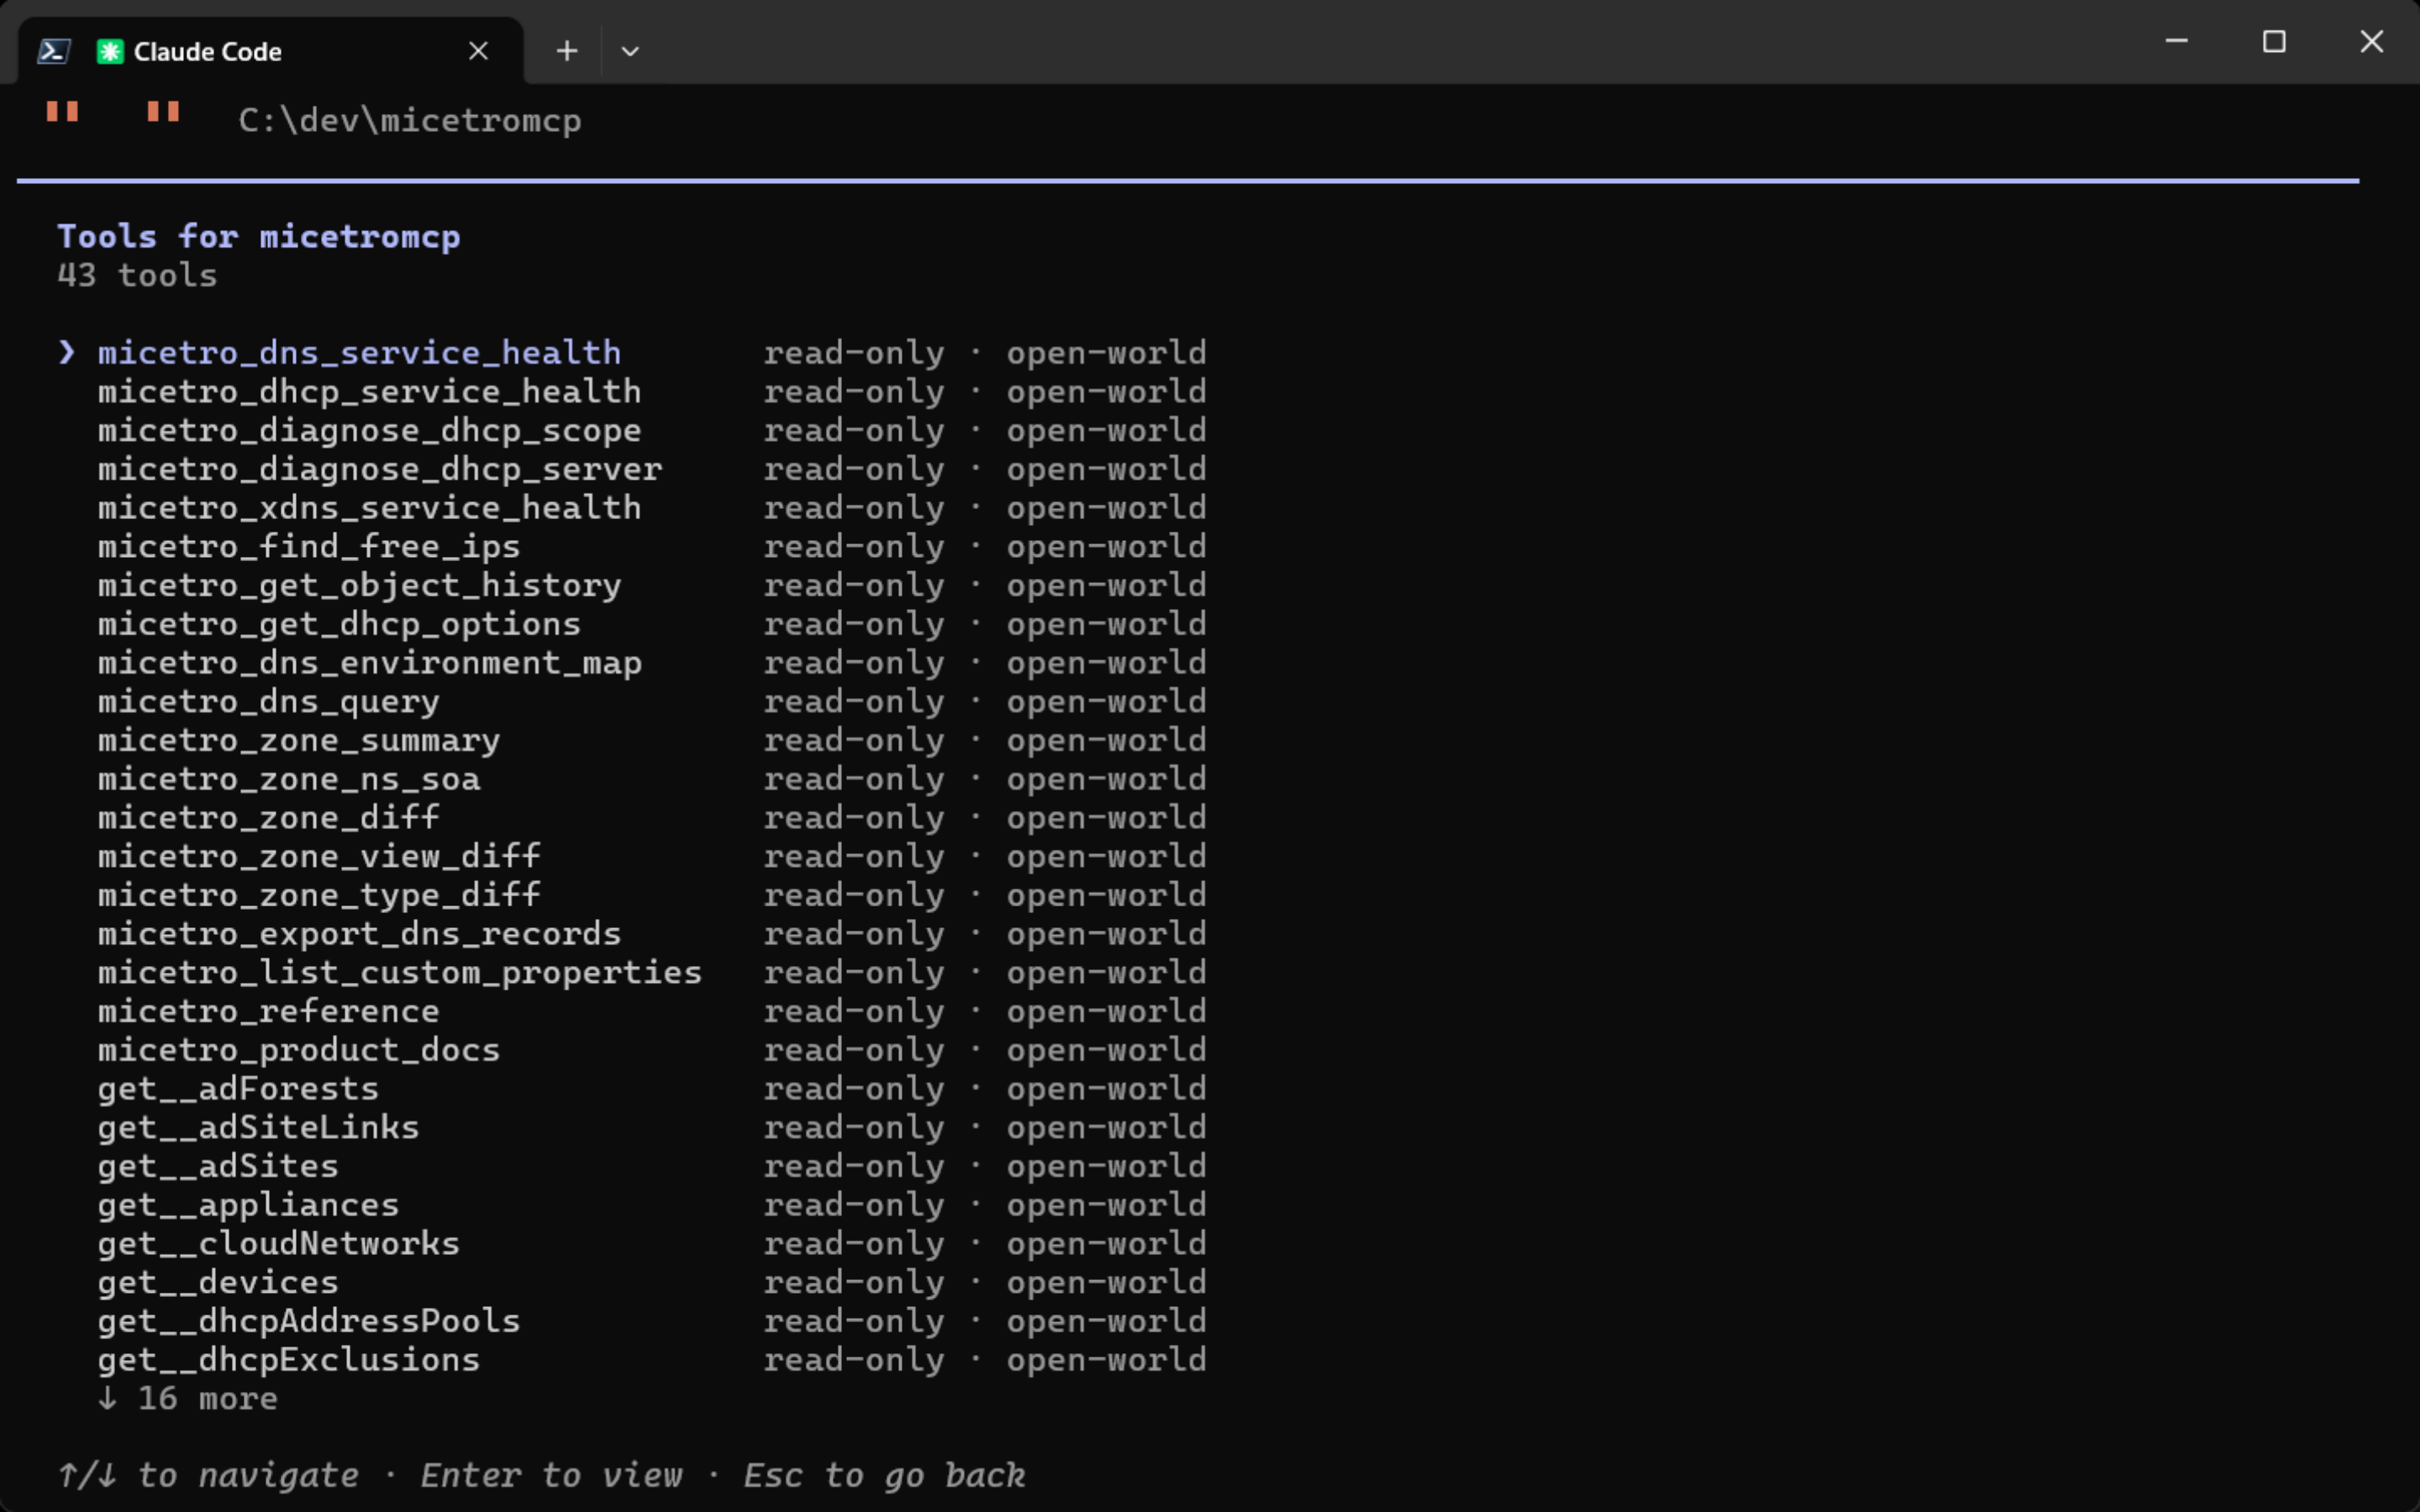 Claude Code
C:\dev\micetromcp
Tools for micetromcp
43 tools
❯ micetro_dns_service_health read-only · open-world
micetro_dhcp_service_health read-only · open-world
micetro_diagnose_dhcp_scope read-only · open-world
micetro_diagnose_dhcp_server read-only · open-world
micetro_xdns_service_health read-only · open-world
micetro_find_free_ips read-only · open-world
micetro_get_object_history read-only · open-world
micetro_get_dhcp_options read-only · open-world
micetro_dns_environment_map read-only · open-world
micetro_dns_query read-only · open-world
micetro_zone_summary read-only · open-world
micetro_zone_ns_soa read-only · open-world
micetro_zone_diff read-only · open-world
micetro_zone_view_diff read-only · open-world
micetro_zone_type_diff read-only · open-world
micetro_export_dns_records read-only · open-world
micetro_list_custom_properties read-only · open-world
micetro_reference read-only · open-world
micetro_product_docs read-only · open-world
get__adForests read-only · open-world
get__adSiteLinks read-only · open-world
get__adSites read-only · open-world
get__appliances read-only · open-world
get__cloudNetworks read-only · open-world
get__devices read-only · open-world
get__dhcpAddressPools read-only · open-world
get__dhcpExclusions read-only · open-world
↓ 16 more
↑/↓ to navigate · Enter to view · Esc to go back